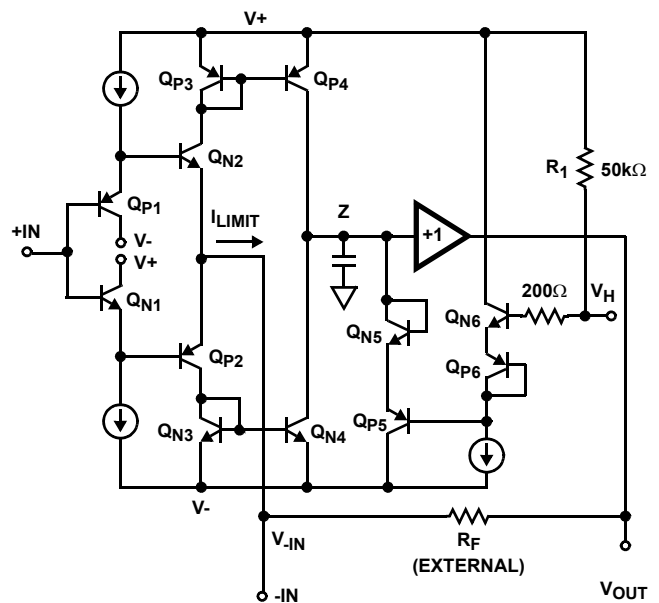 V+
QP3
QP4
QN2
R1
50kΩ
QP1
ILIMIT
Z
+IN
V-
V+
+1
200Ω
VH
QN1
QN5
QN6
QP2
QP6
QN3
QN4
QP5
V-
V-IN
RF
(EXTERNAL)
-IN
VOUT